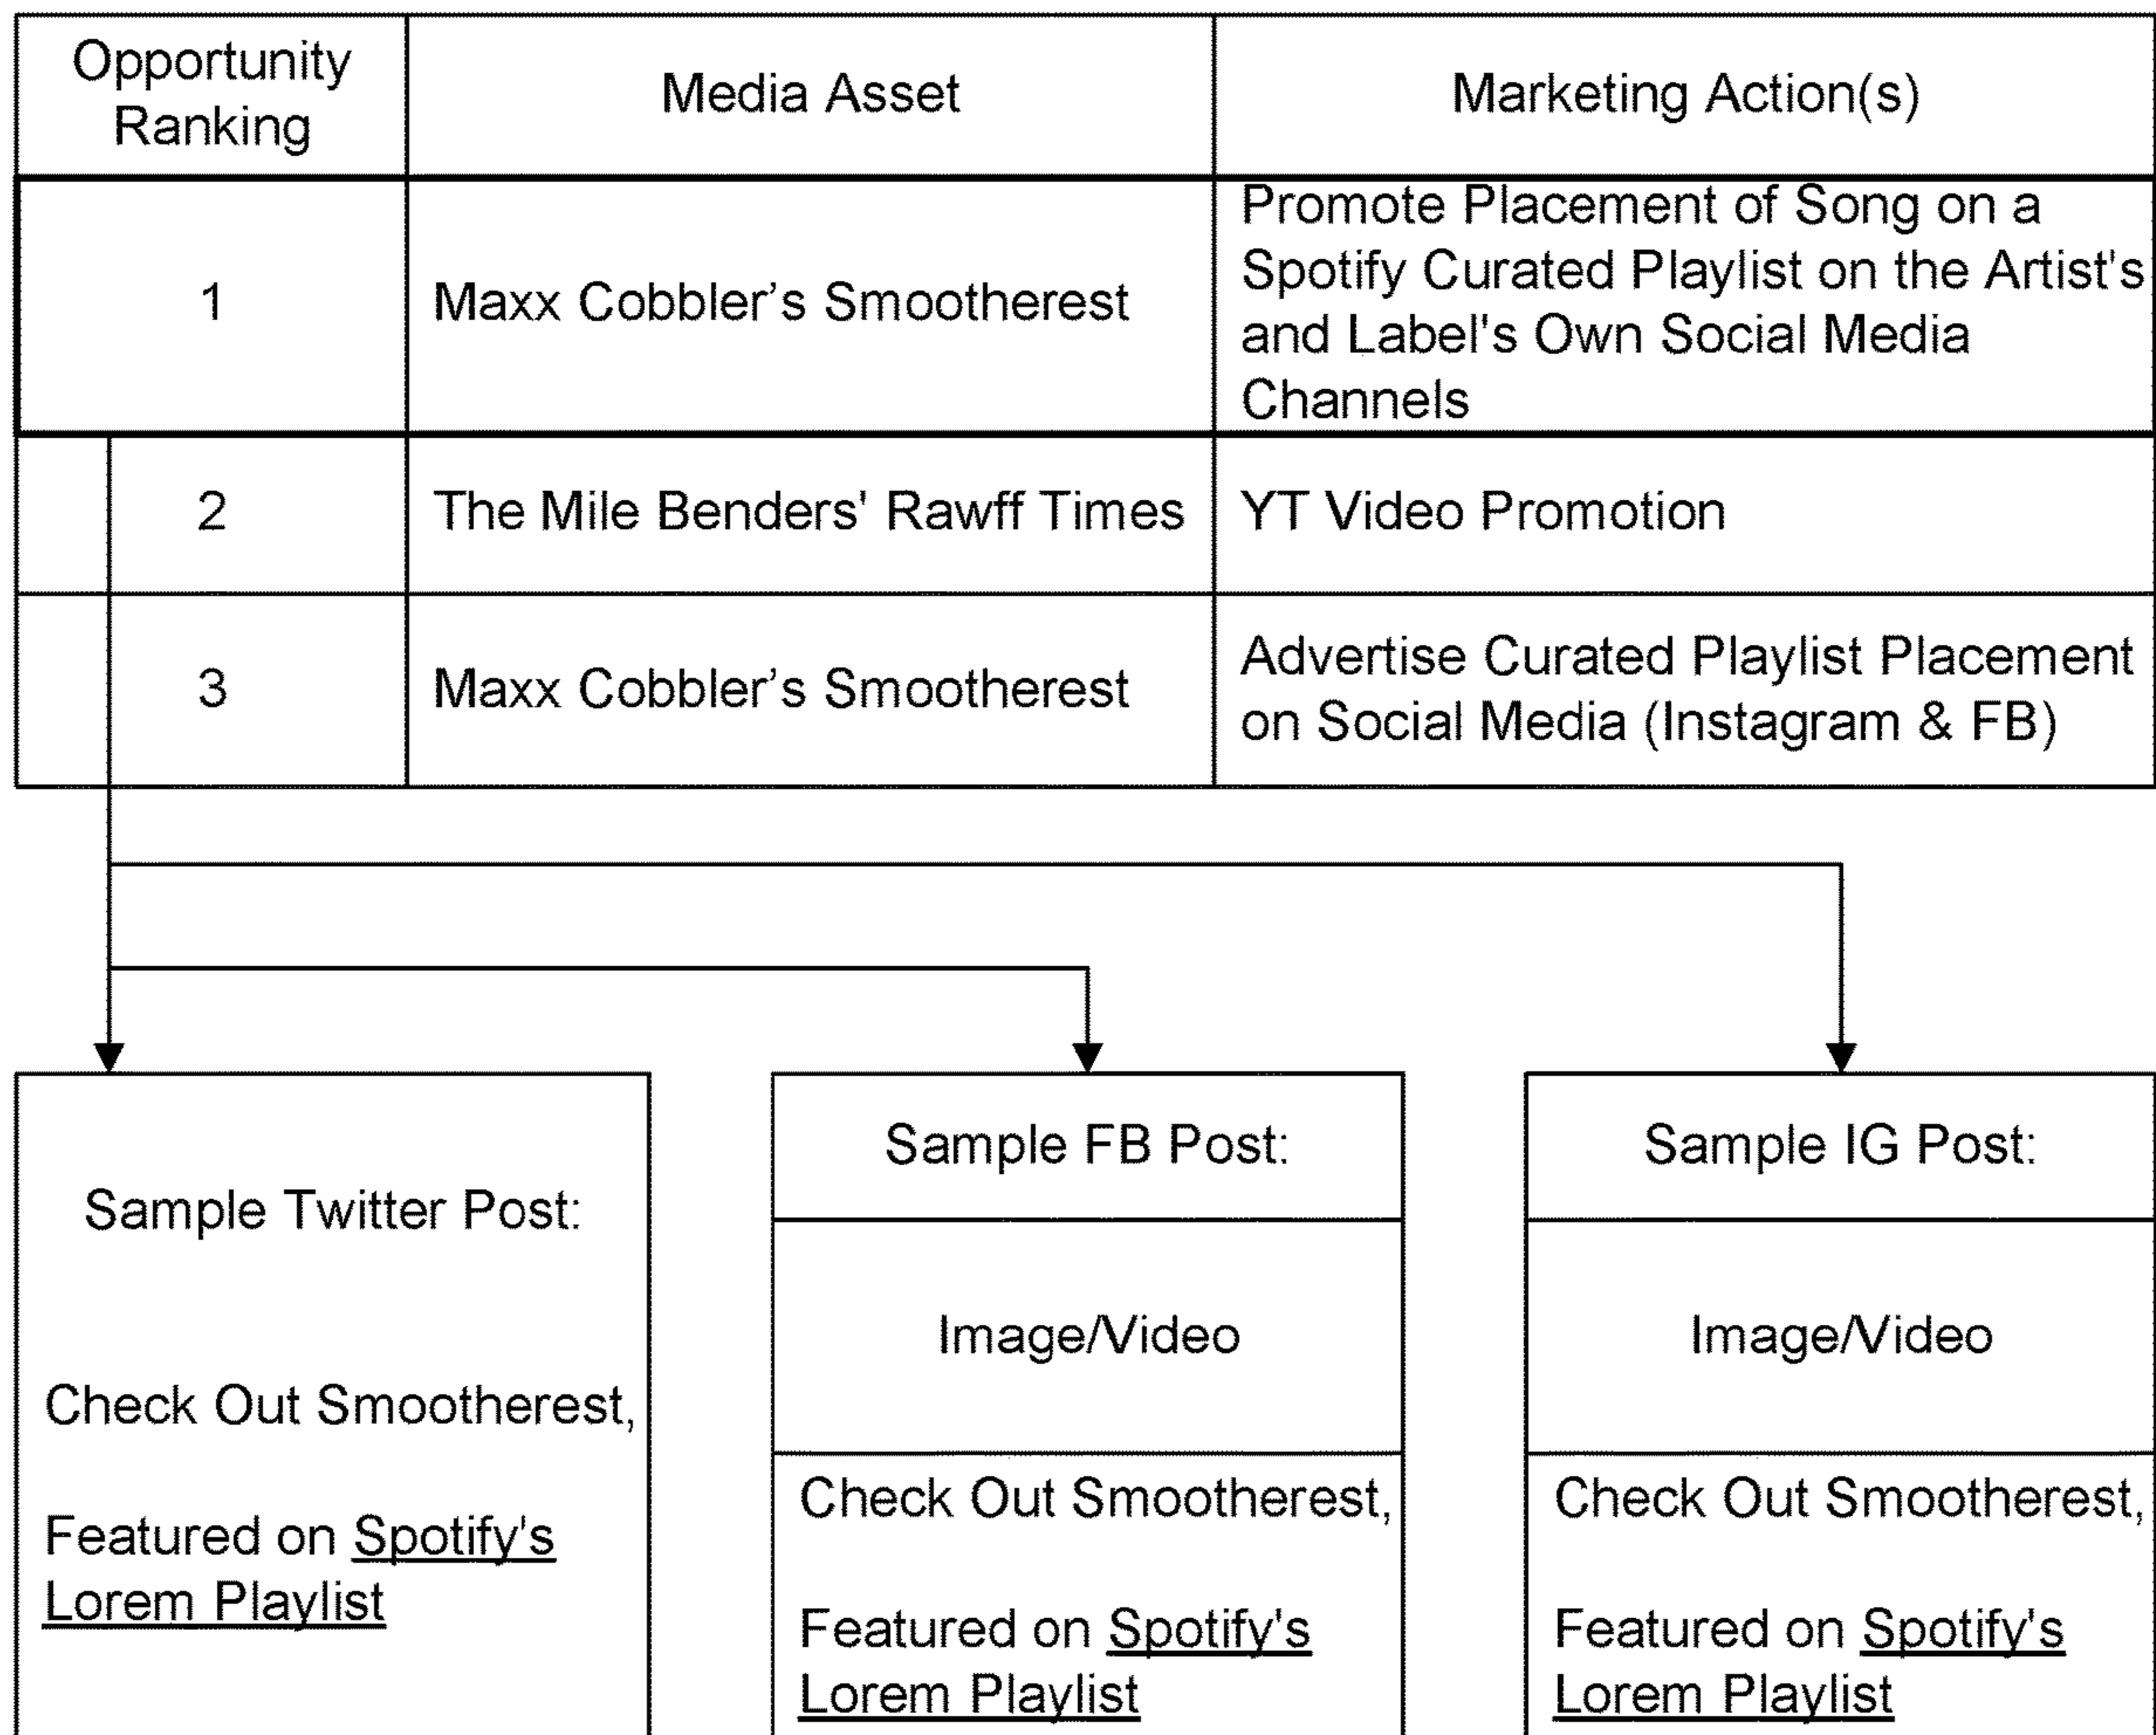 Opportunity
Ranking
Media Asset
Marketing Action(s)
1
Maxx Cobbler’s Smootherest
Promote Placement of Song on a
Spotify Curated Playlist on the Artist's
and Label's Own Social Media
Channels
2
The Mile Benders' Rawff Times
YT Video Promotion
3
Maxx Cobbler’s Smootherest
Advertise Curated Playlist Placement
on Social Media (Instagram & FB)
Sample Twitter Post:
Check Out Smootherest,
Featured on Spotify's
Lorem Playlist
Sample FB Post:
Image/Video
Check Out Smootherest,
Featured on Spotify's
Lorem Playlist
Sample IG Post:
Image/Video
Check Out Smootherest,
Featured on Spotify's
Lorem Playlist